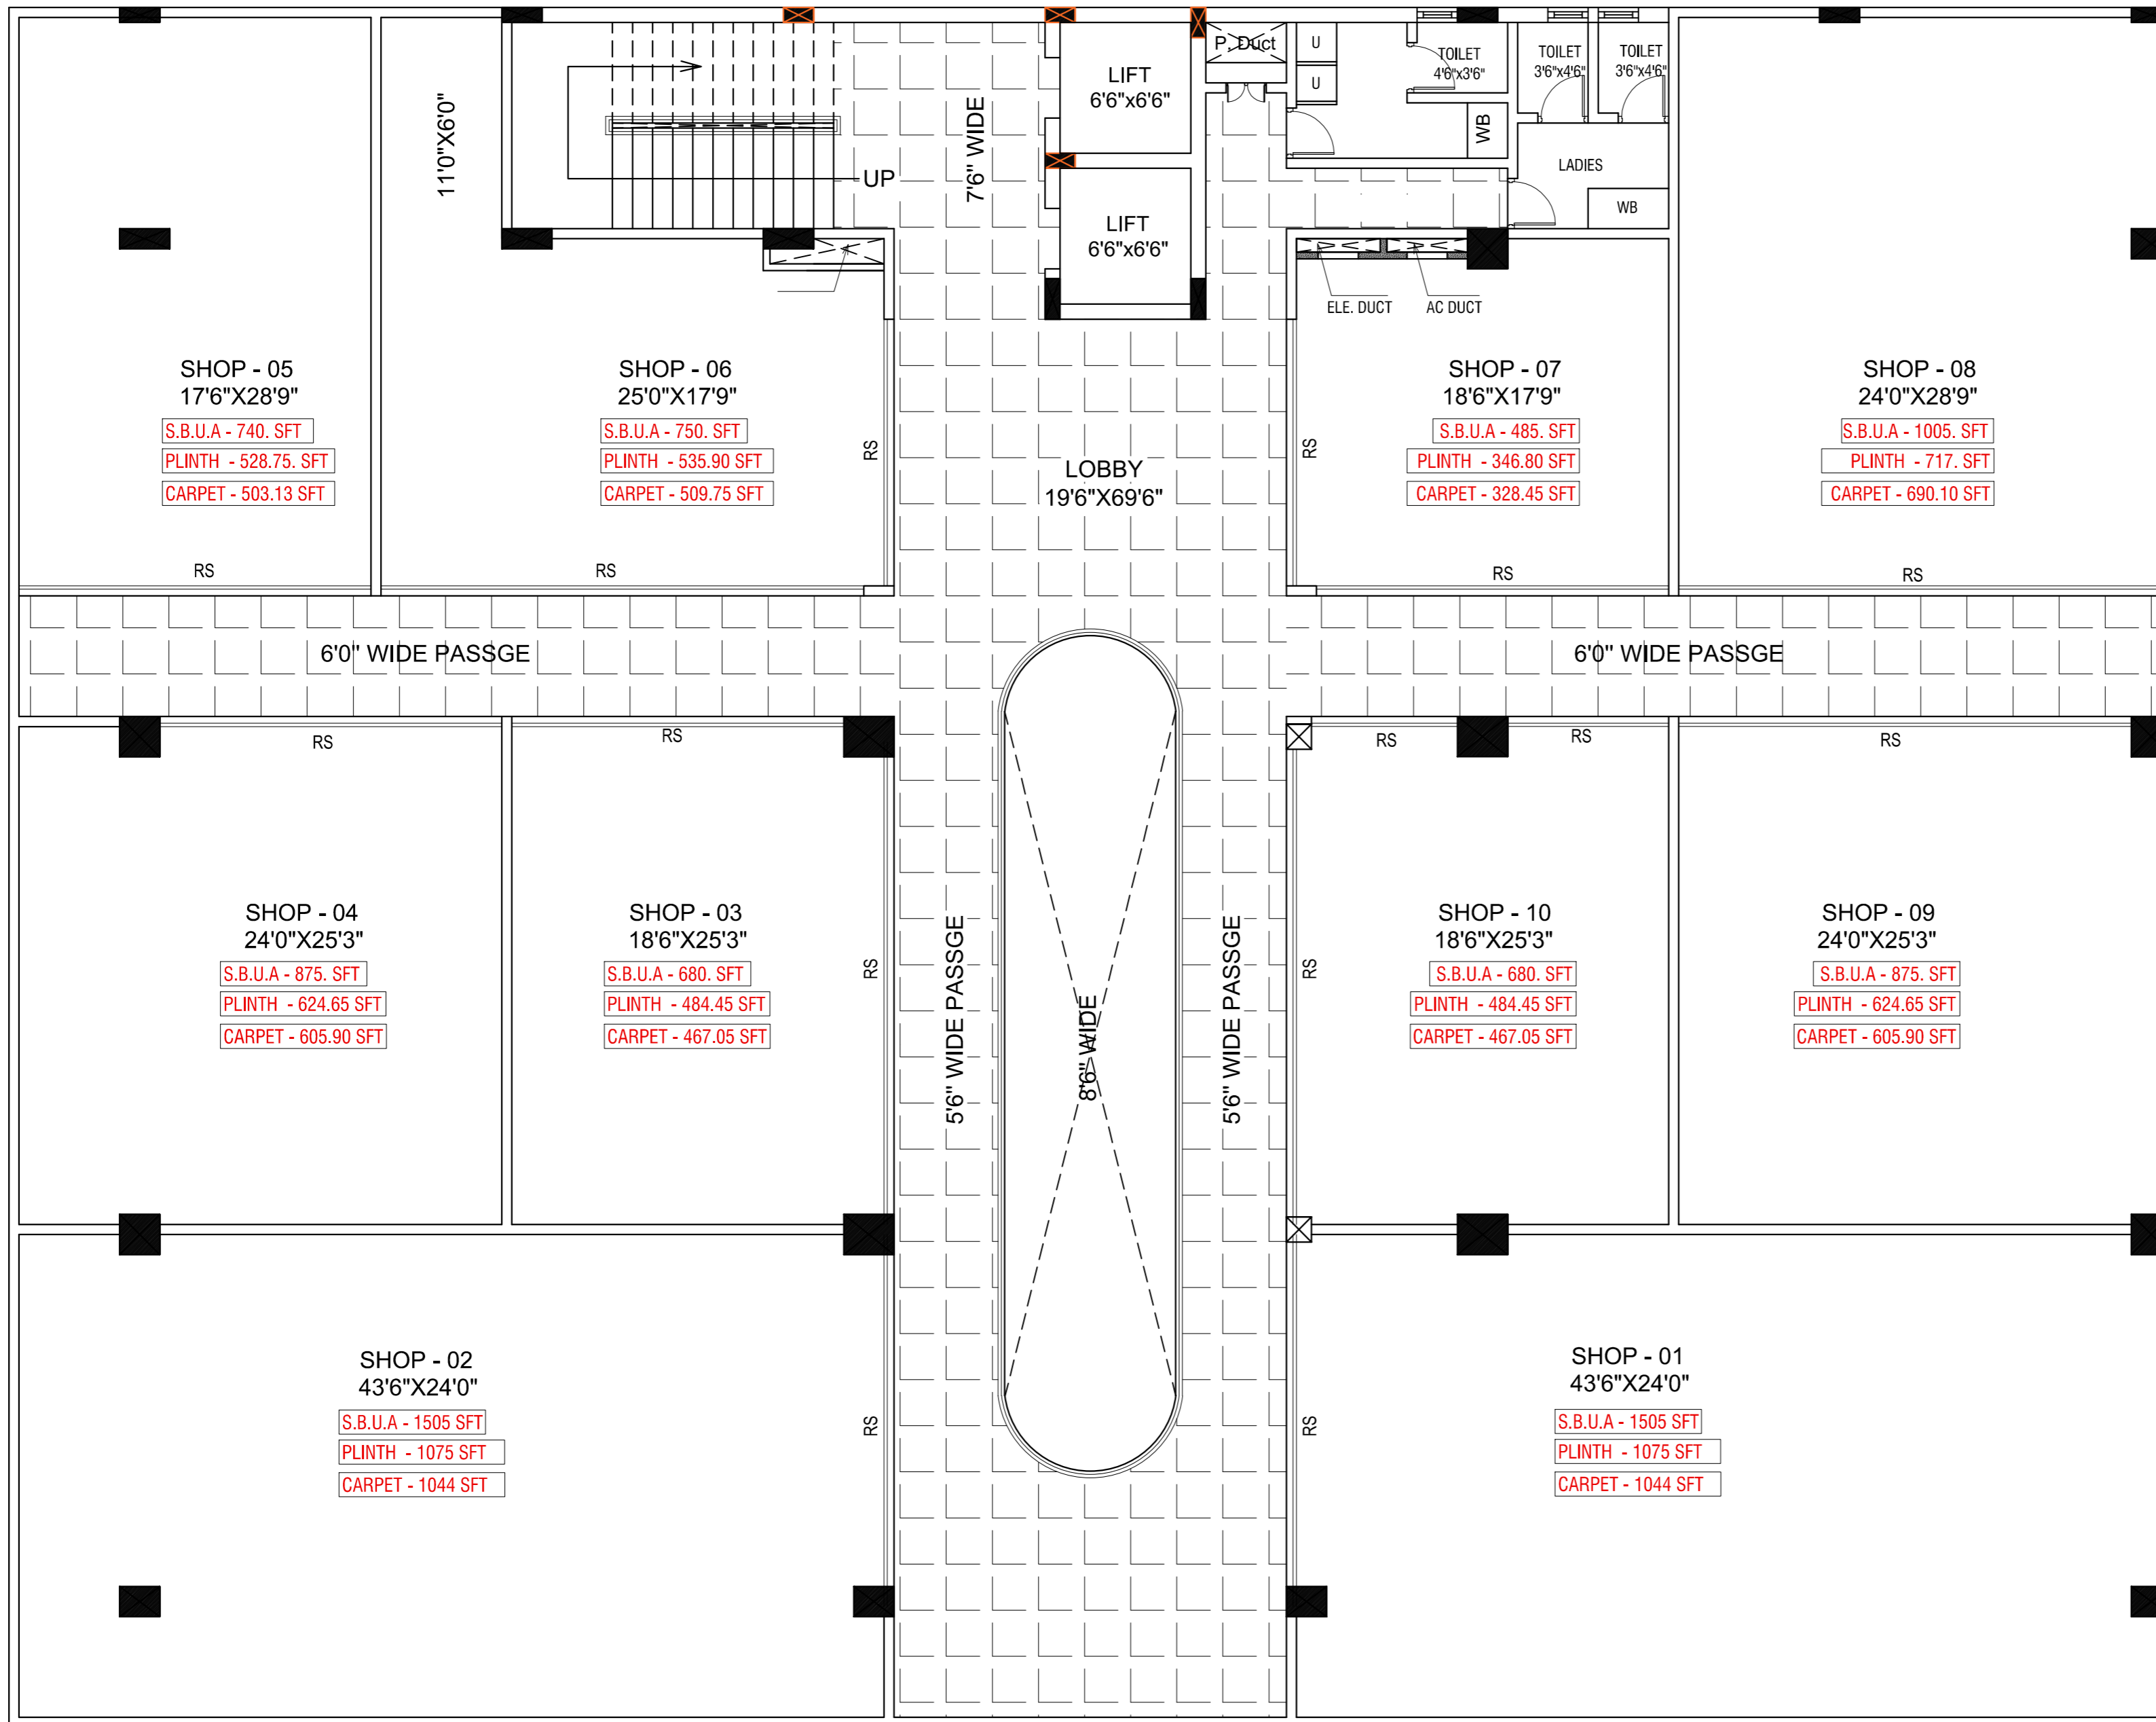 P. Duct
U
U
TOILET
4'6"x3'6"
TOILET
3'6"x4'6"
TOILET
3'6"x4'6"
11'0"X6'0"
7'6" WIDE
LIFT
6'6"x6'6"
WB
LADIES
UP
WB
LIFT
6'6"x6'6"
ELE. DUCT
AC DUCT
SHOP - 05
17'6"X28'9"
S.B.U.A - 740. SFT
PLINTH - 528.75. SFT
CARPET - 503.13 SFT
RS
SHOP - 06
25'0"X17'9"
S.B.U.A - 750. SFT
PLINTH - 535.90 SFT
CARPET - 509.75 SFT
RS
RS
LOBBY
19'6"X69'6"
RS
SHOP - 07
18'6"X17'9"
S.B.U.A - 485. SFT
PLINTH - 346.80 SFT
CARPET - 328.45 SFT
RS
SHOP - 08
24'0"X28'9"
S.B.U.A - 1005. SFT
PLINTH - 717. SFT
CARPET - 690.10 SFT
RS
6'0" WIDE PASSGE
6'0" WIDE PASSGE
RS
RS
RS
RS
RS
SHOP - 04
24'0"X25'3"
S.B.U.A - 875. SFT
PLINTH - 624.65 SFT
CARPET - 605.90 SFT
SHOP - 03
18'6"X25'3"
S.B.U.A - 680. SFT
PLINTH - 484.45 SFT
CARPET - 467.05 SFT
RS
5'6" WIDE PASSGE
8'6" WIDE
5'6" WIDE PASSGE
RS
SHOP - 10
18'6"X25'3"
S.B.U.A - 680. SFT
PLINTH - 484.45 SFT
CARPET - 467.05 SFT
SHOP - 09
24'0"X25'3"
S.B.U.A - 875. SFT
PLINTH - 624.65 SFT
CARPET - 605.90 SFT
SHOP - 02
43'6"X24'0"
S.B.U.A - 1505 SFT
PLINTH - 1075 SFT
CARPET - 1044 SFT
RS
RS
SHOP - 01
43'6"X24'0"
S.B.U.A - 1505 SFT
PLINTH - 1075 SFT
CARPET - 1044 SFT